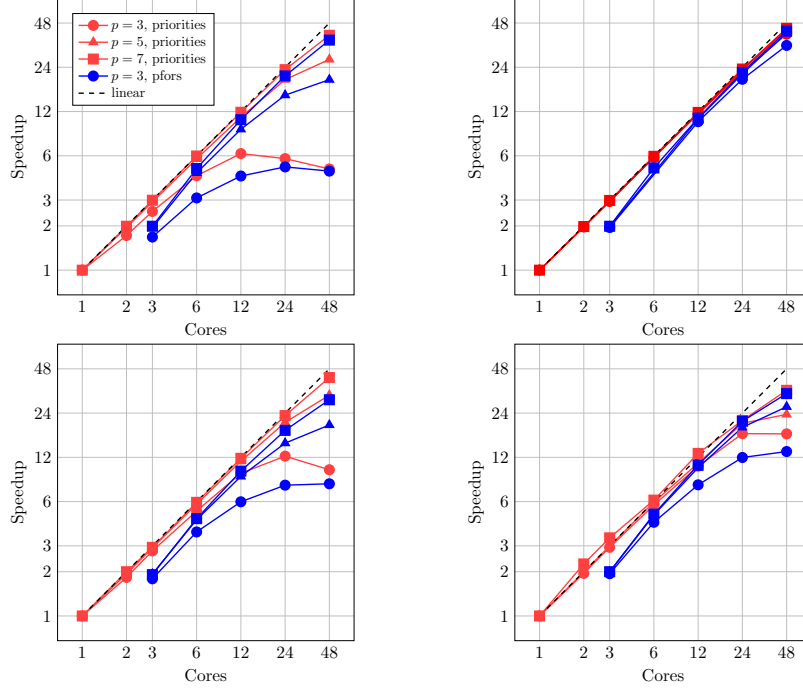 48
24
12
6
3
2
1
Speedup
p = 3, priorities
p = 5, priorities
p = 7, priorities
p = 3, pfors
linear
1 2 3 6 12 24 48
Cores
48
24
12
6
3
2
1
Speedup
1 2 3 6 12 24 48
Cores
48
24
12
6
3
2
1
Speedup
1 2 3 6 12 24 48
Cores
48
24
12
6
3
2
1
Speedup
1 2 3 6 12 24 48
Cores